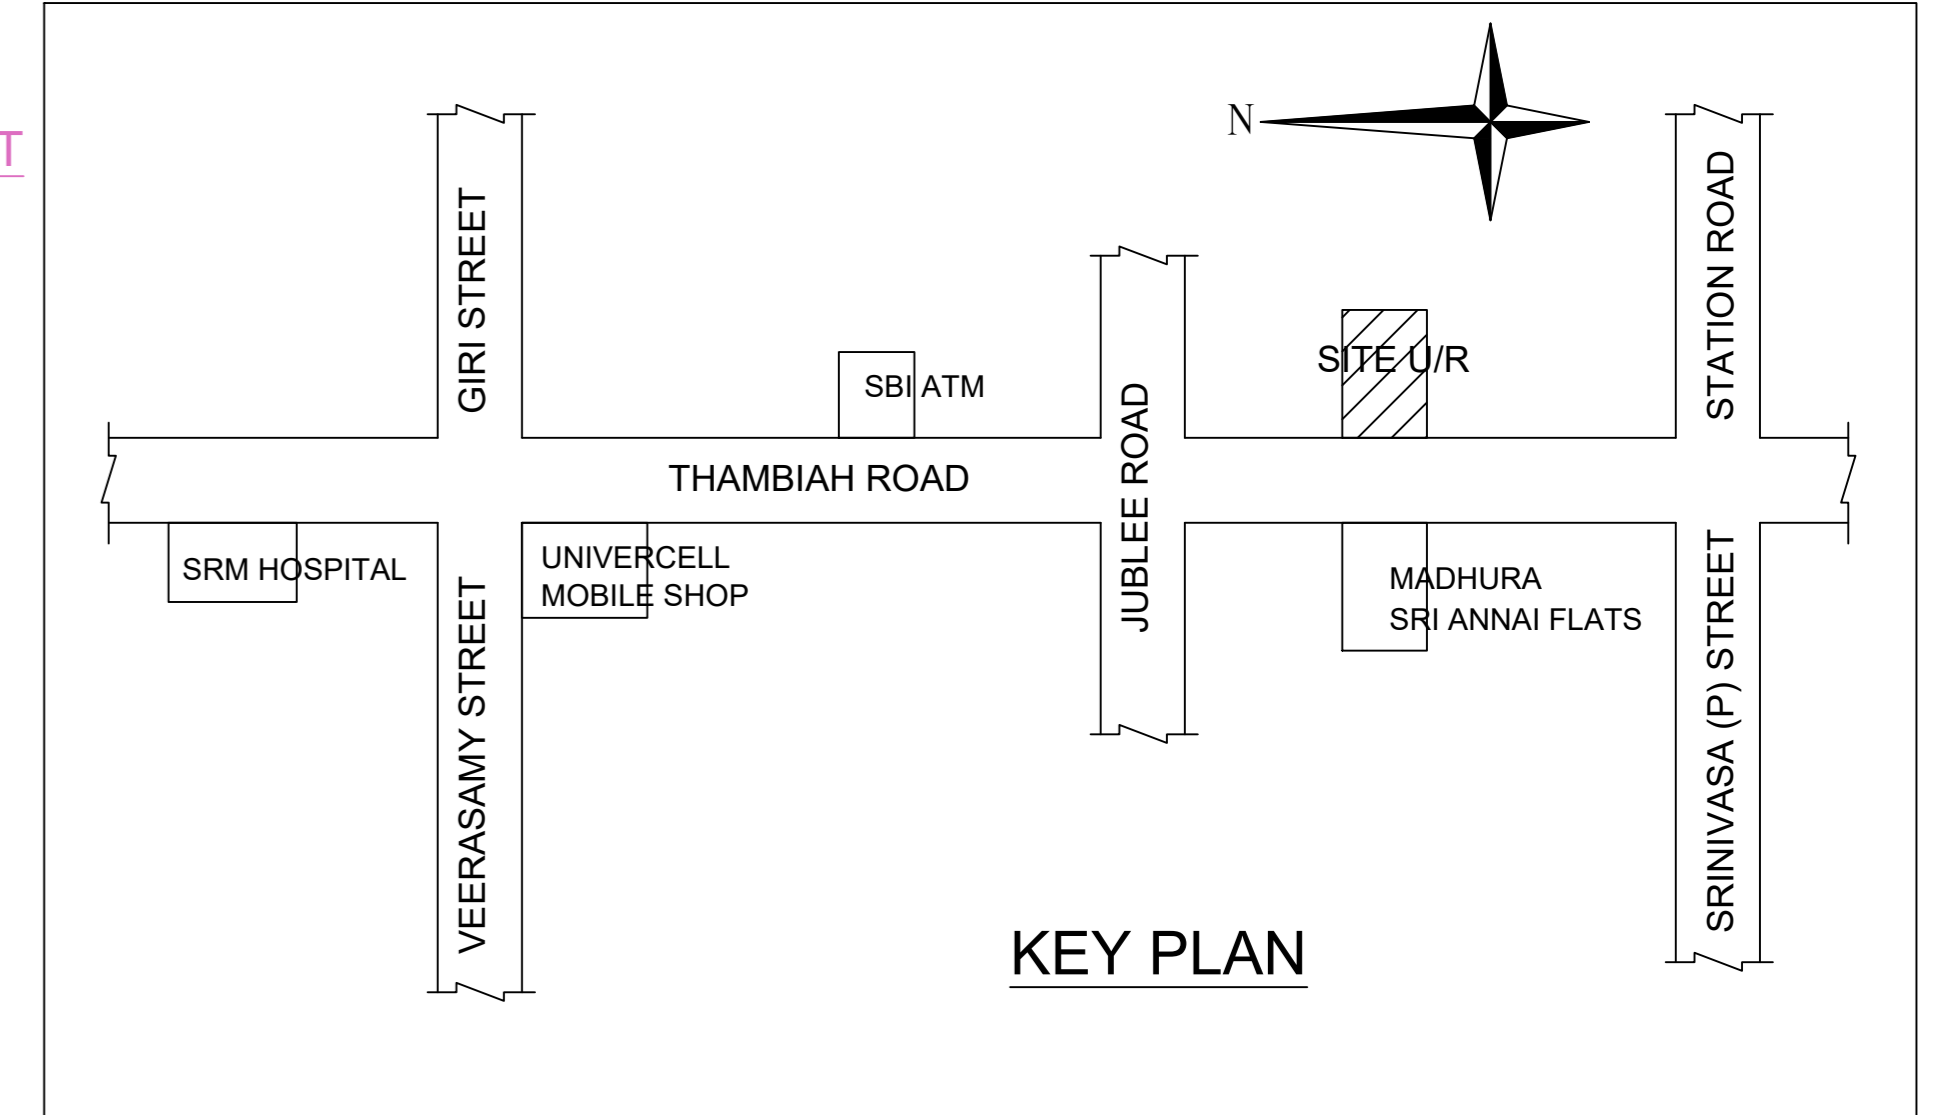 T
N
GIRI STREET
STATION ROAD
SITE U/R
SBI ATM
JUBLEE ROAD
THAMBIAH ROAD
SRM HOSPITAL
UNIVERCELL
MOBILE SHOP
MADHURA
SRI ANNAI FLATS
VEERASAMY STREET
SRINIVASA (P) STREET
KEY PLAN